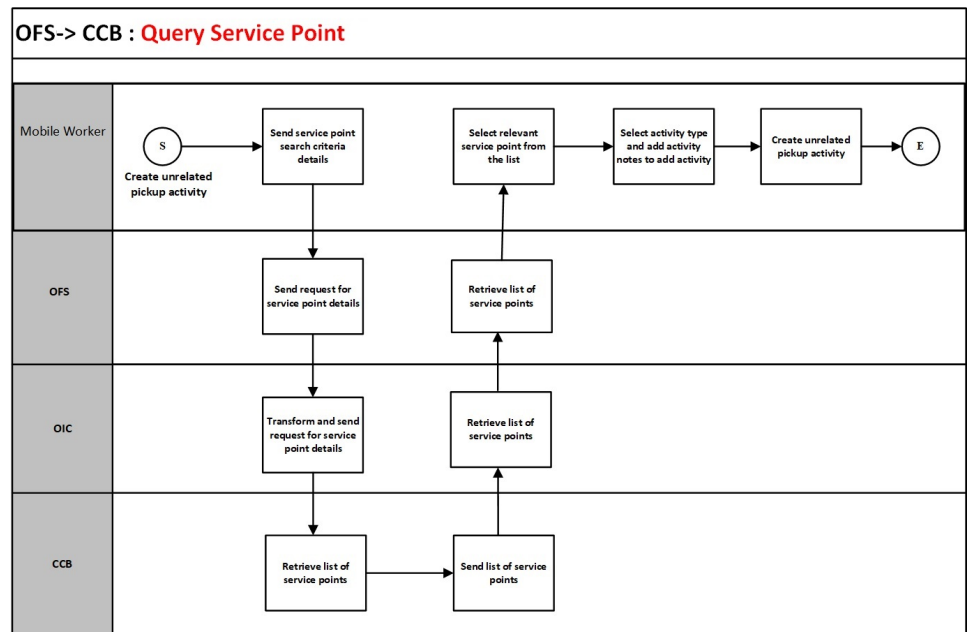 OFS-> CCB : Query Service Point
Mobile Worker
S
Create unrelated
pickup activity
Send service point
search criteria
details
Select relevant
service point from
the list
Select activity type
and add activity
notes to add activity
Create unrelated
pickup activity
E
OFS
Send request for
service point details
Retrieve list of
service points
OIC
Transform and send
request for service
point details
Retrieve list of
service points
CCB
Retrieve list of
service points
Send list of service
points